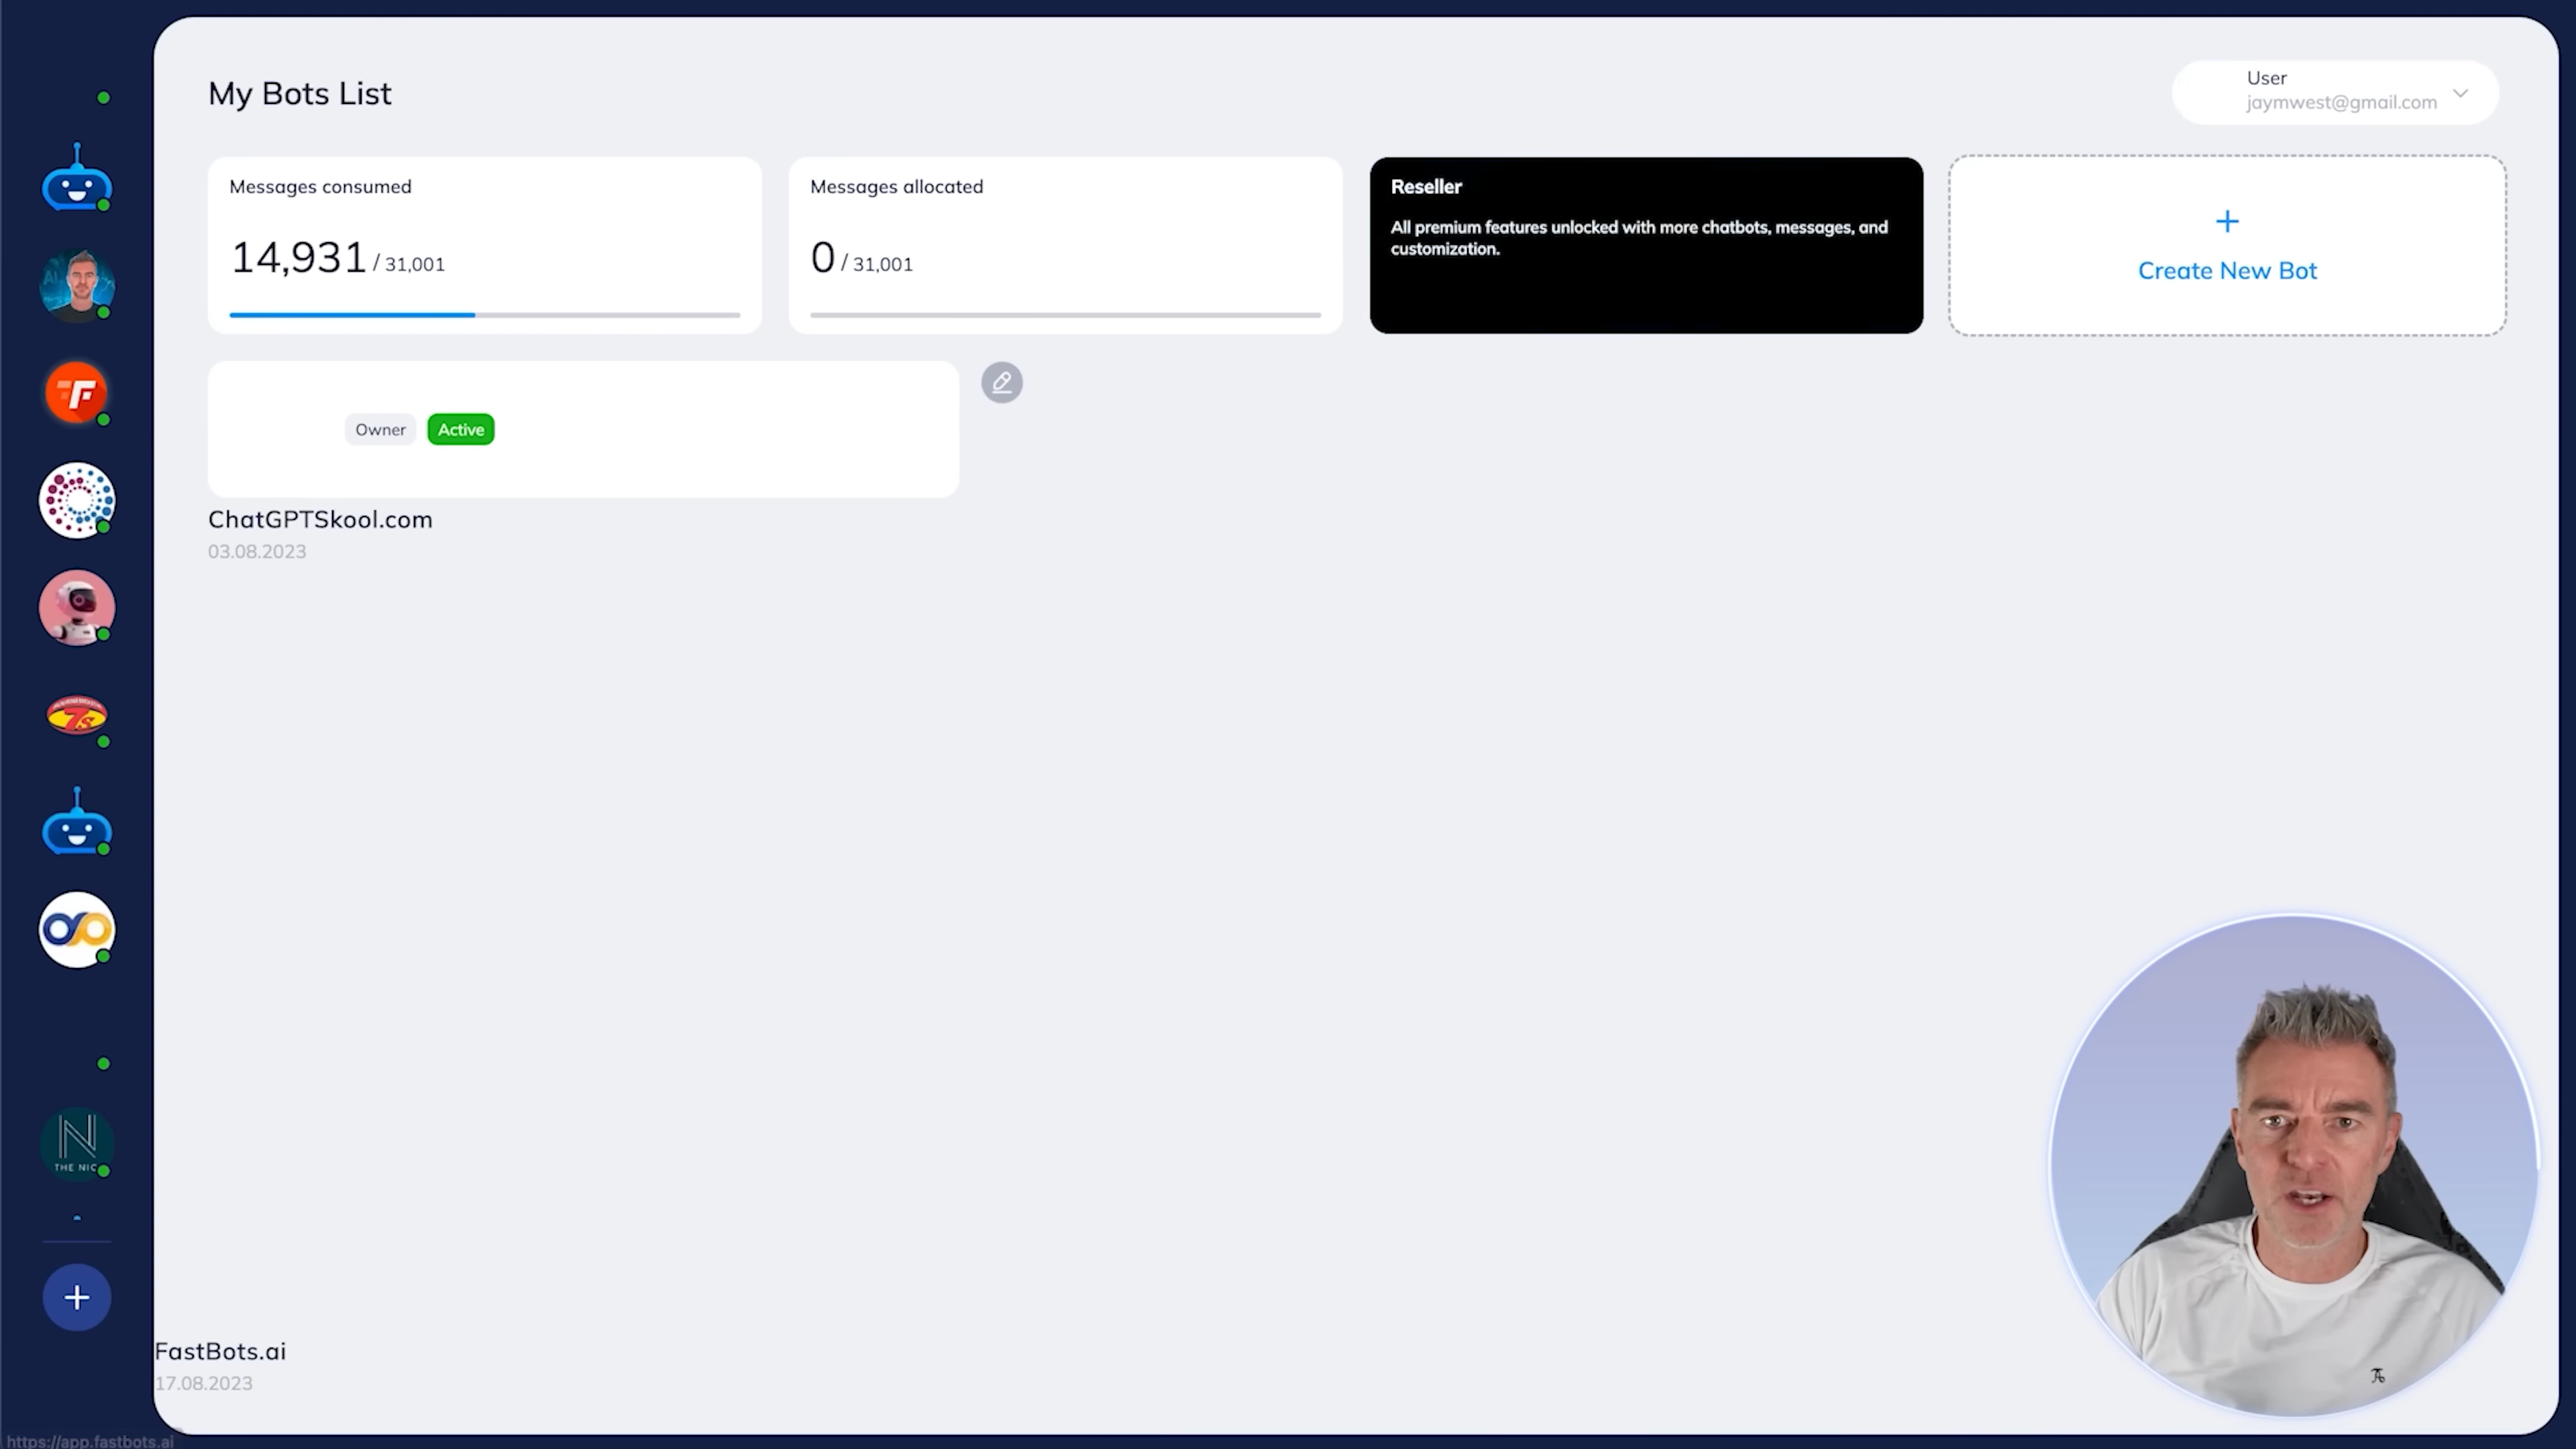 My Bots List
User
jaymwest@gmail.com
Messages consumed
14,931 / 31,001
Messages allocated
0 / 31,001
Reseller
All premium features unlocked with more chatbots, messages, and
customization.
+
Create New Bot
Owner
Active
ChatGPTSkool.com
03.08.2023
AI
F
7s
N
THE NIC
+
FastBots.ai
17.08.2023
https://app.fastbots.ai